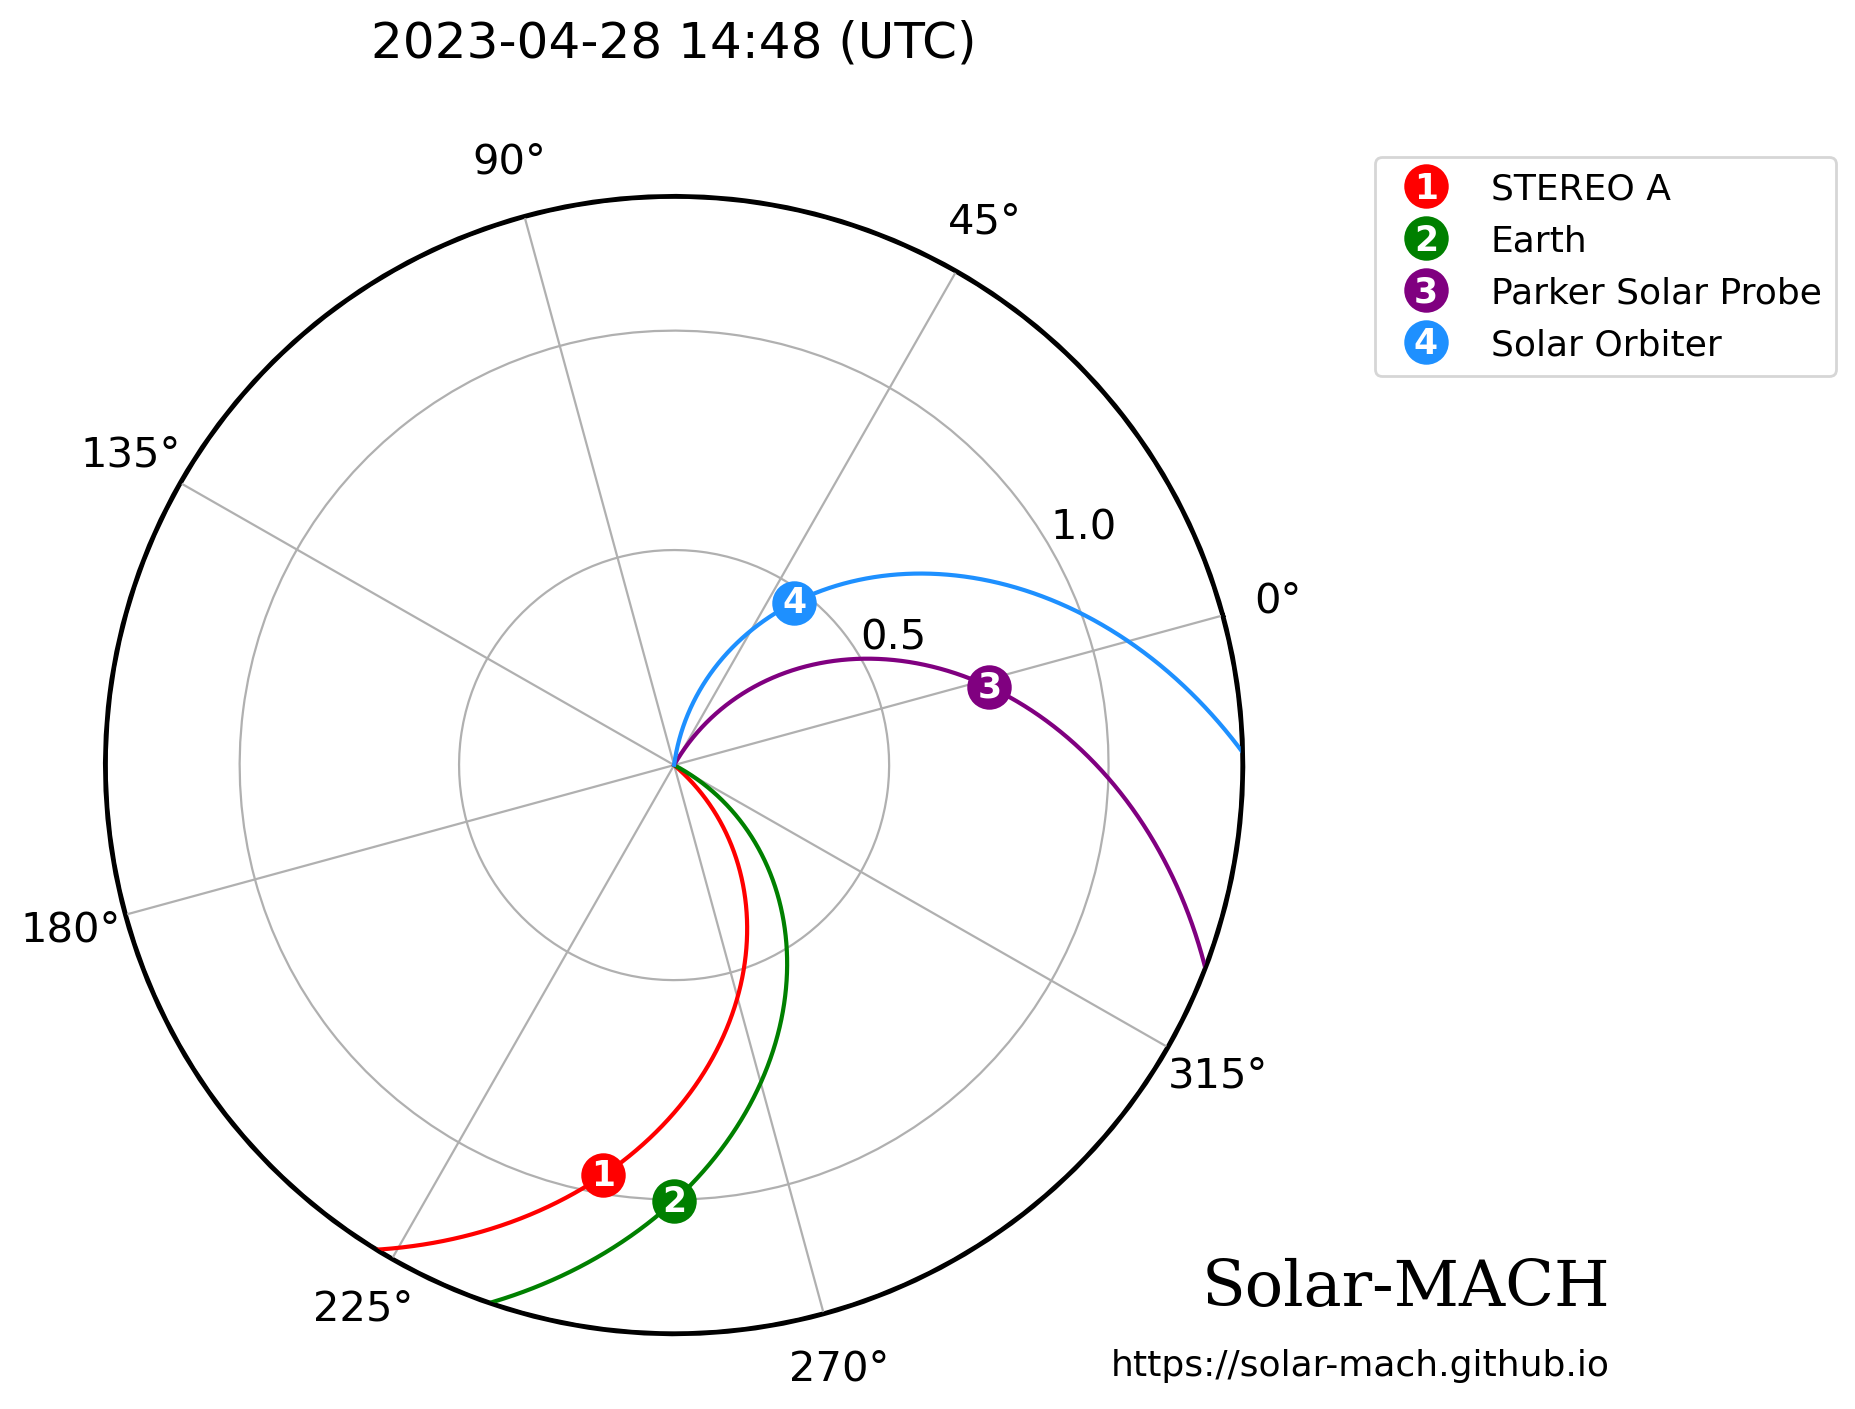 2023-04-28 14:48 (UTC)
90°
45°
1 STEREO A
2 Earth
3 Parker Solar Probe
4 Solar Orbiter
135°
1.0
0°
4
0.5
3
180°
315°
1
2
225°
270°
Solar-MACH
https://solar-mach.github.io